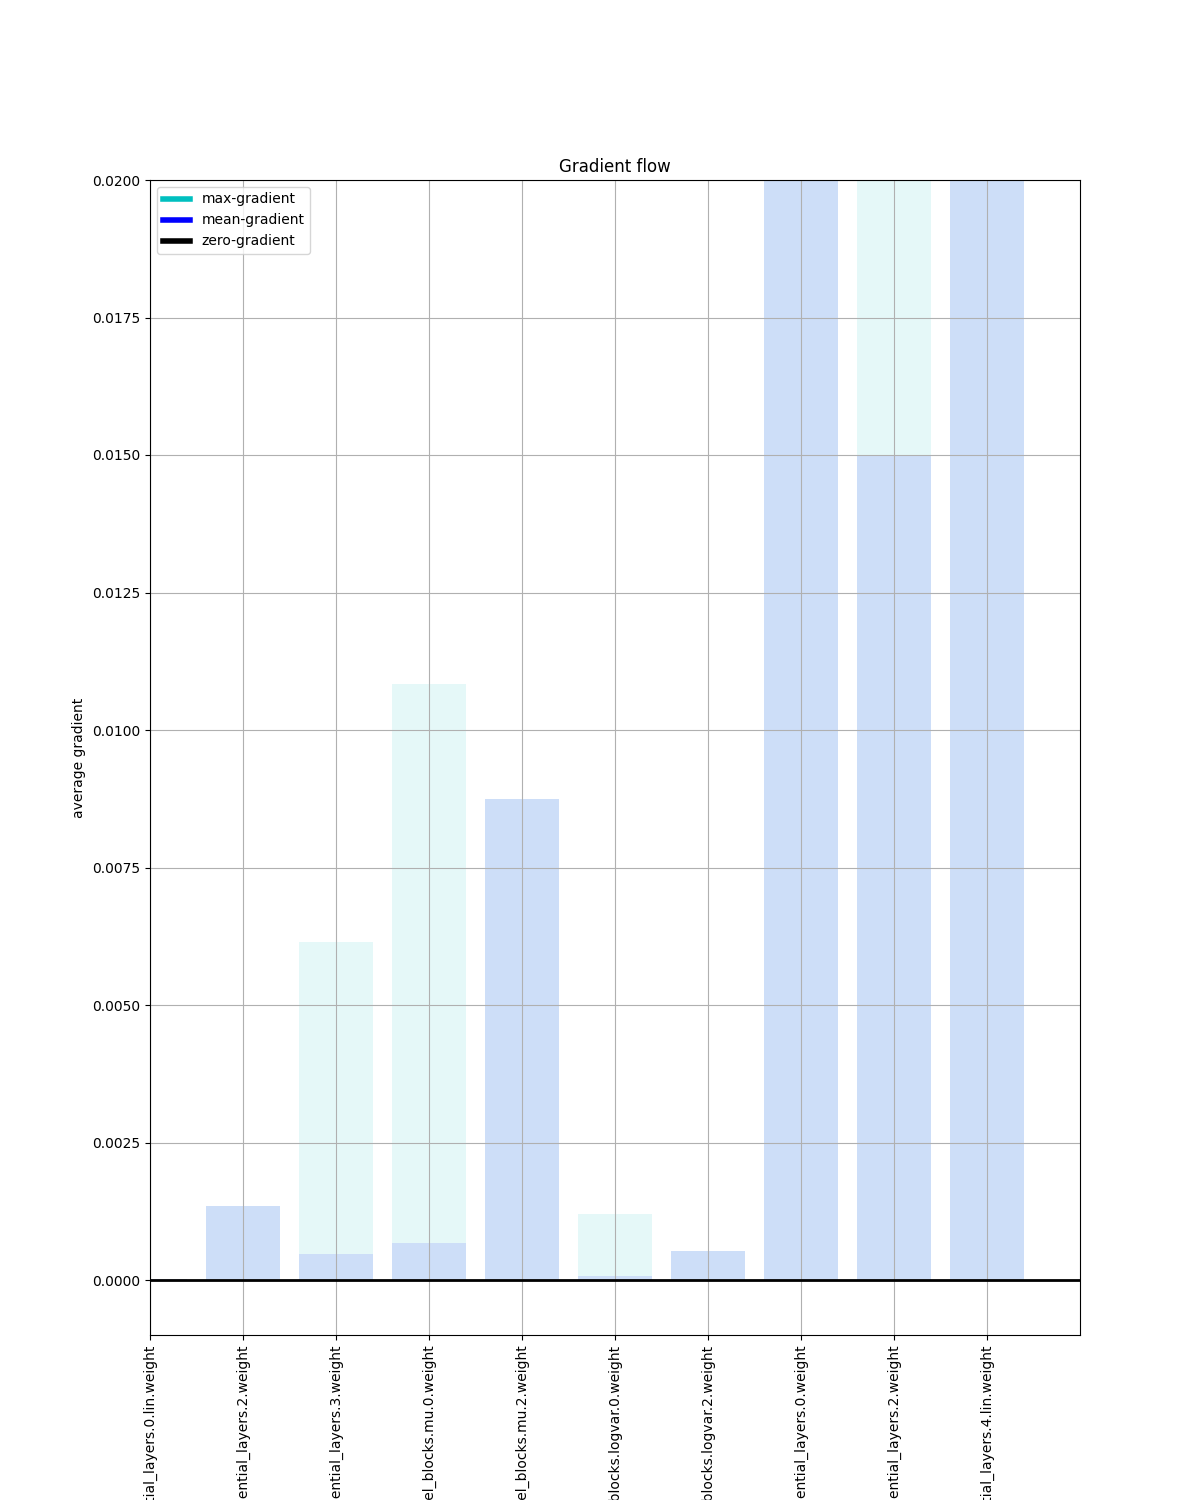 Gradient flow
max-gradient
mean-gradient
zero-gradient
0.0200
0.0175
0.0150
0.0125
0.0100
0.0075
0.0050
0.0025
0.0000
average gradient
tial_layers.0.lin.weight
ential_layers.2.weight
ential_layers.3.weight
el_blocks.mu.0.weight
el_blocks.mu.2.weight
blocks.logvar.0.weight
blocks.logvar.2.weight
ential_layers.0.weight
ential_layers.2.weight
tial_layers.4.lin.weight